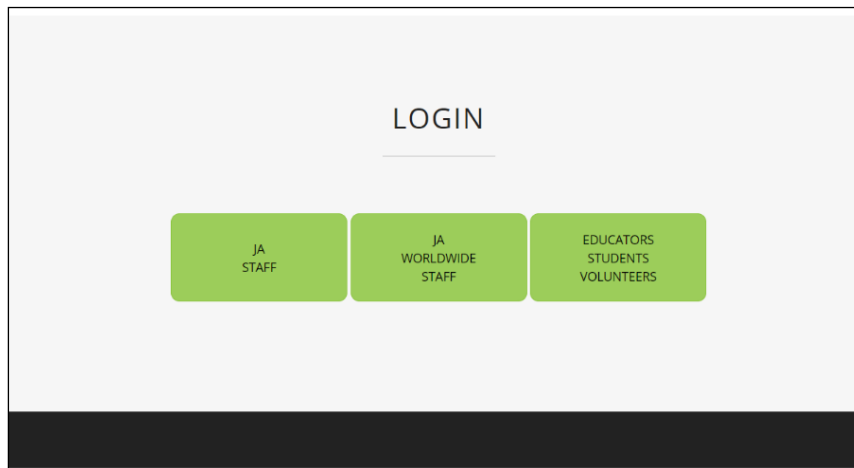 LOGIN
JA
STAFF
JA
WORLDWIDE
STAFF
EDUCATORS
STUDENTS
VOLUNTEERS